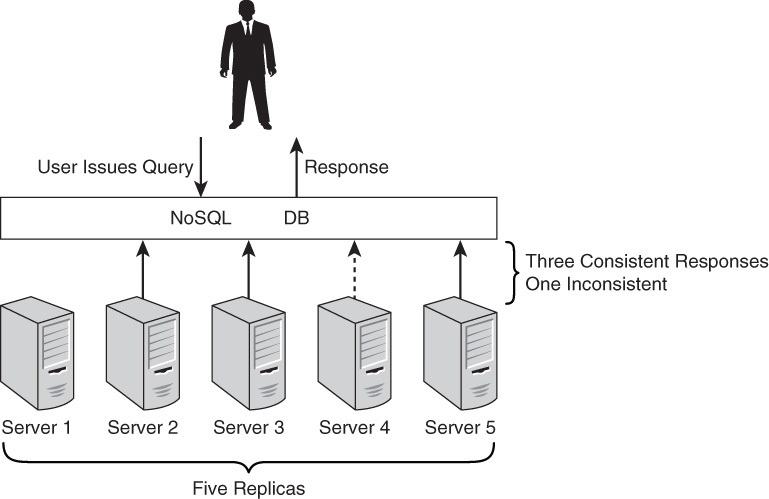 User Issues Query
Response
NoSQL DB
Three Consistent Responses
One Inconsistent
Server 1 Server 2 Server 3 Server 4 Server 5
Five Replicas